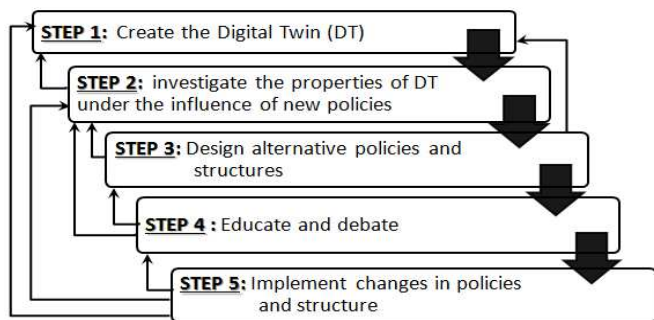 STEP 1: Create the Digital Twin (DT)
STEP 2: investigate the properties of DT
under the influence of new policies
STEP 3: Design alternative policies and
structures
STEP 4 : Educate and debate
STEP 5: Implement changes in policies
and structure